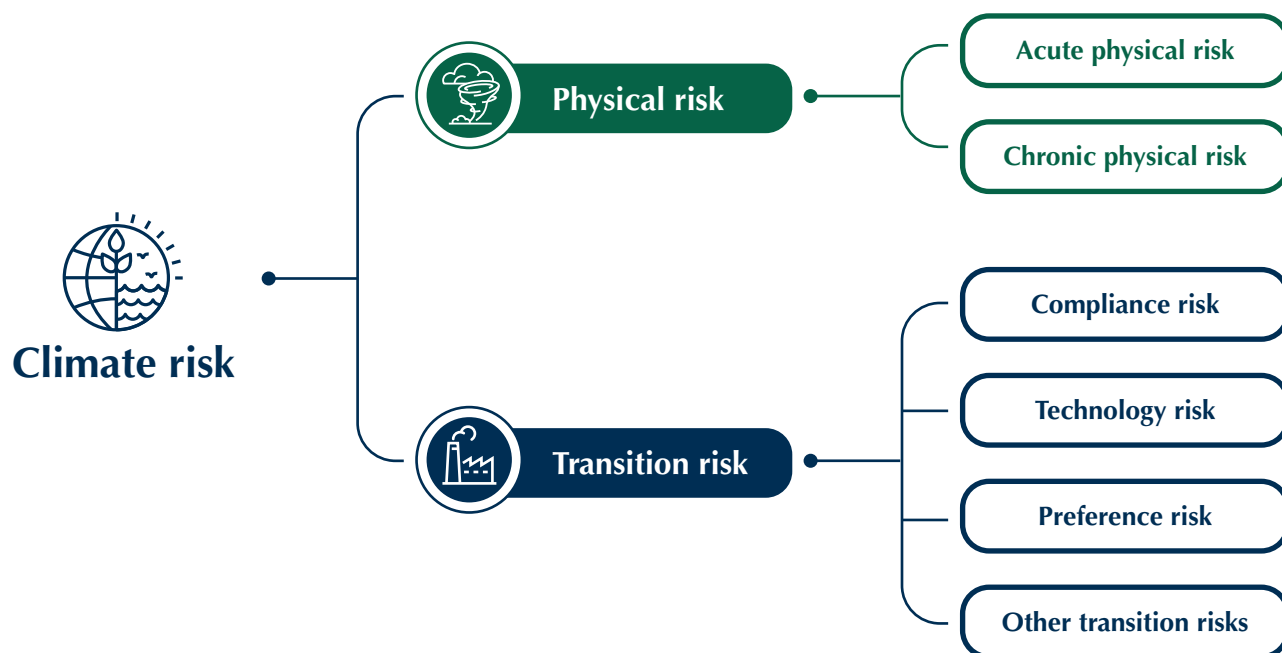 Climate risk
Physical risk
Acute physical risk
Chronic physical risk
Transition risk
Compliance risk
Technology risk
Preference risk
Other transition risks